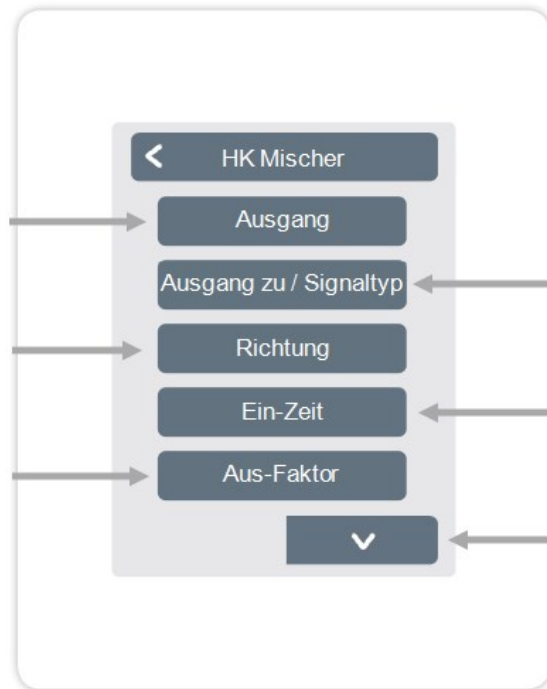 HK Mischer
Ausgang
Ausgang zu / Signaltyp
Richtung
Ein-Zeit
Aus-Faktor